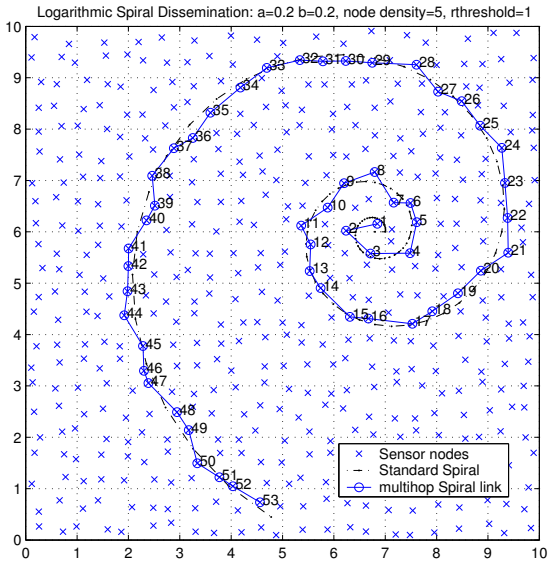 Logarithmic Spiral Dissemination: a=0.2 b=0.2, node density=5, rthreshold=1
10
9
8
7
6
5
4
3
2
1
0
0 1 2 3 4 5 6 7 8 9 10
33 32 31 30 29 28
34 27 26
35 25
36 37 24
38 9 8 23
39 10 7 6
40 11 2 1 5 22
41 12 3 4 21
42 13 20
43 14 19
44 15 16 17 18
45
46
47
48
49
50
51
52
53
Sensor nodes
Standard Spiral
multihop Spiral link